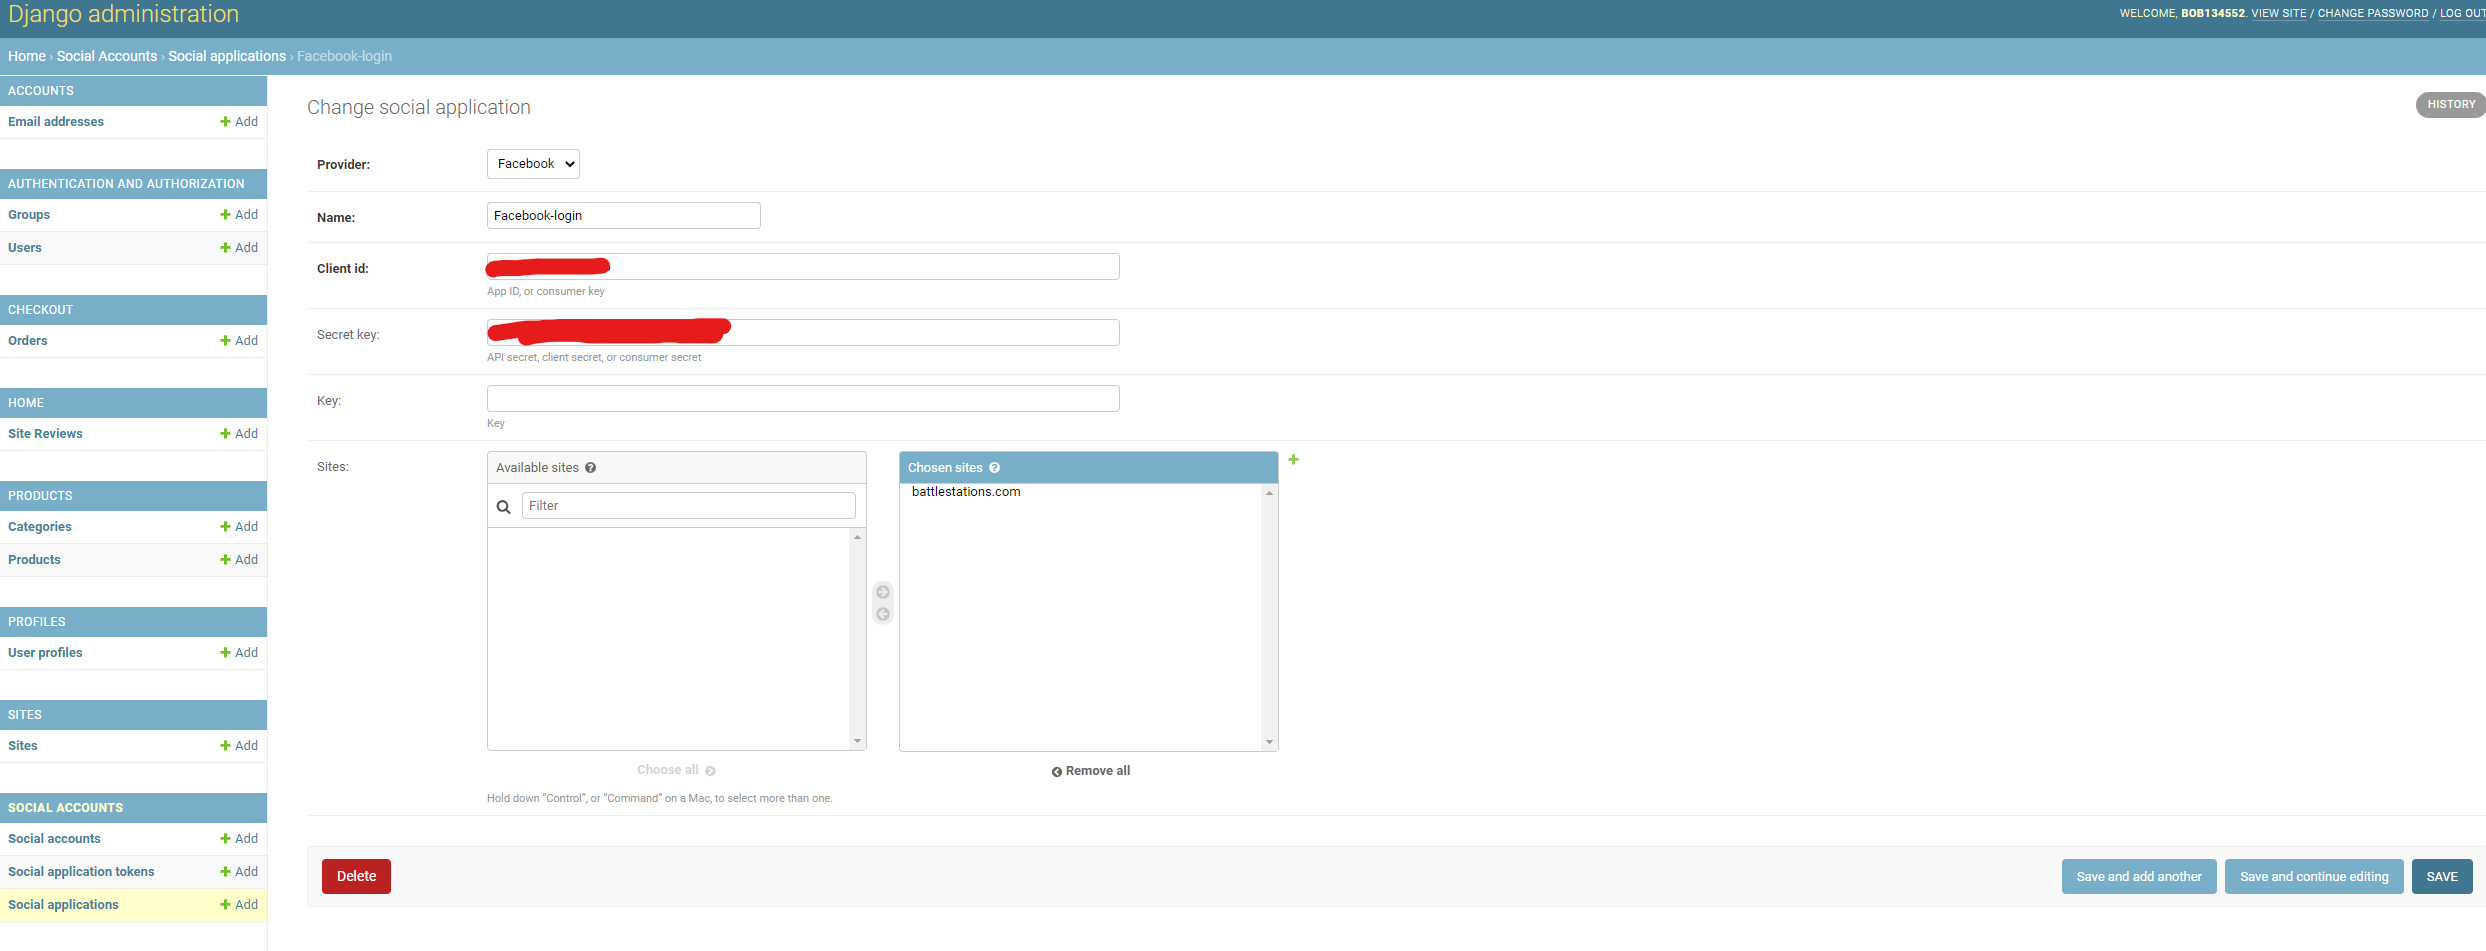 Django administration
WELCOME, BOB134552. VIEW SITE / CHANGE PASSWORD / LOG OUT
Home › Social Accounts › Social applications › Facebook-login
ACCOUNTS
Email addresses + Add
AUTHENTICATION AND AUTHORIZATION
Groups + Add
Users + Add
CHECKOUT
Orders + Add
HOME
Site Reviews + Add
PRODUCTS
Categories + Add
Products + Add
PROFILES
User profiles + Add
SITES
Sites + Add
SOCIAL ACCOUNTS
Social accounts + Add
Social application tokens + Add
Social applications + Add
Change social application
HISTORY
Provider: Facebook
Name: Facebook-login
Client id:
App ID, or consumer key
Secret key:
API secret, client secret, or consumer secret
Key:
Key
Sites:
Available sites ?
Filter
Choose all
Chosen sites ?
battlestations.com
Remove all
Hold down “Control”, or “Command” on a Mac, to select more than one.
Delete
Save and add another
Save and continue editing
SAVE